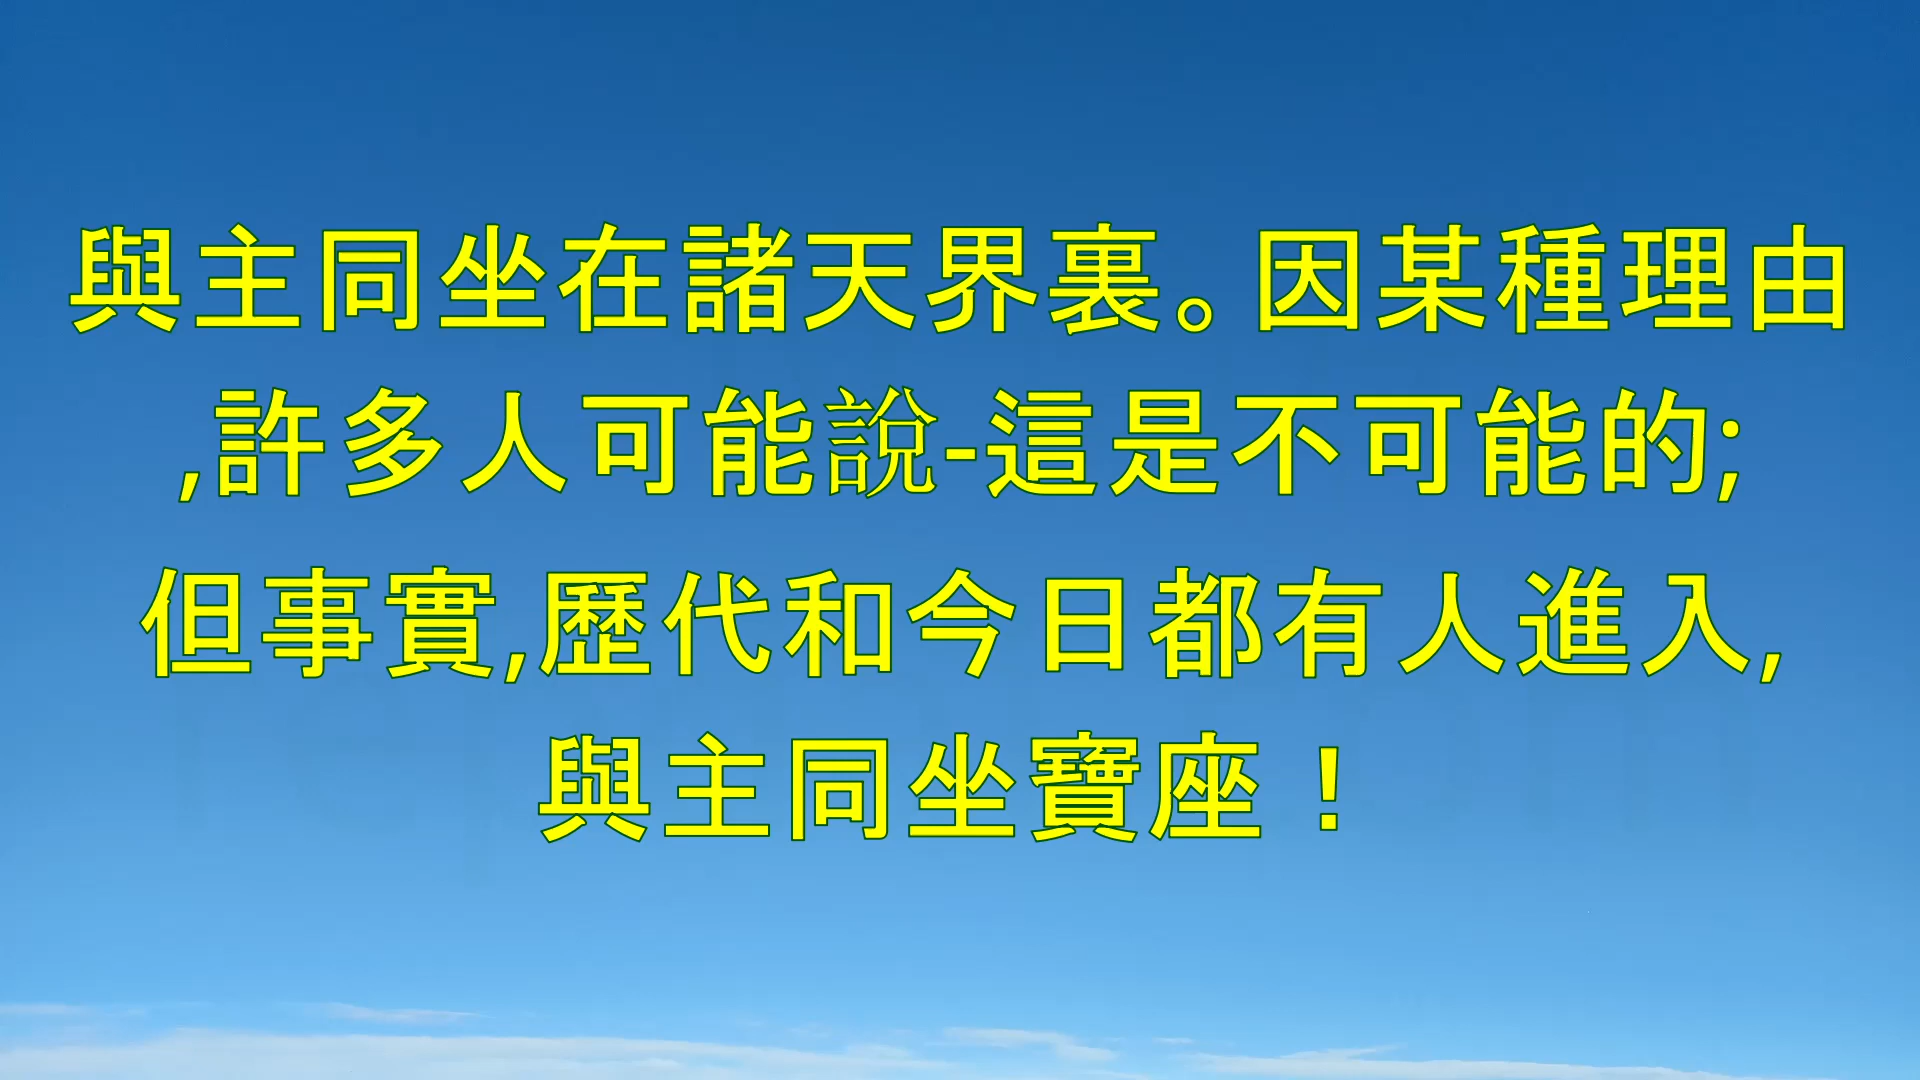 與主同坐在諸天界裏。因某種理由
,許多人可能說-這是不可能的;
但事實,歷代和今日都有人進入,
與主同坐寶座！